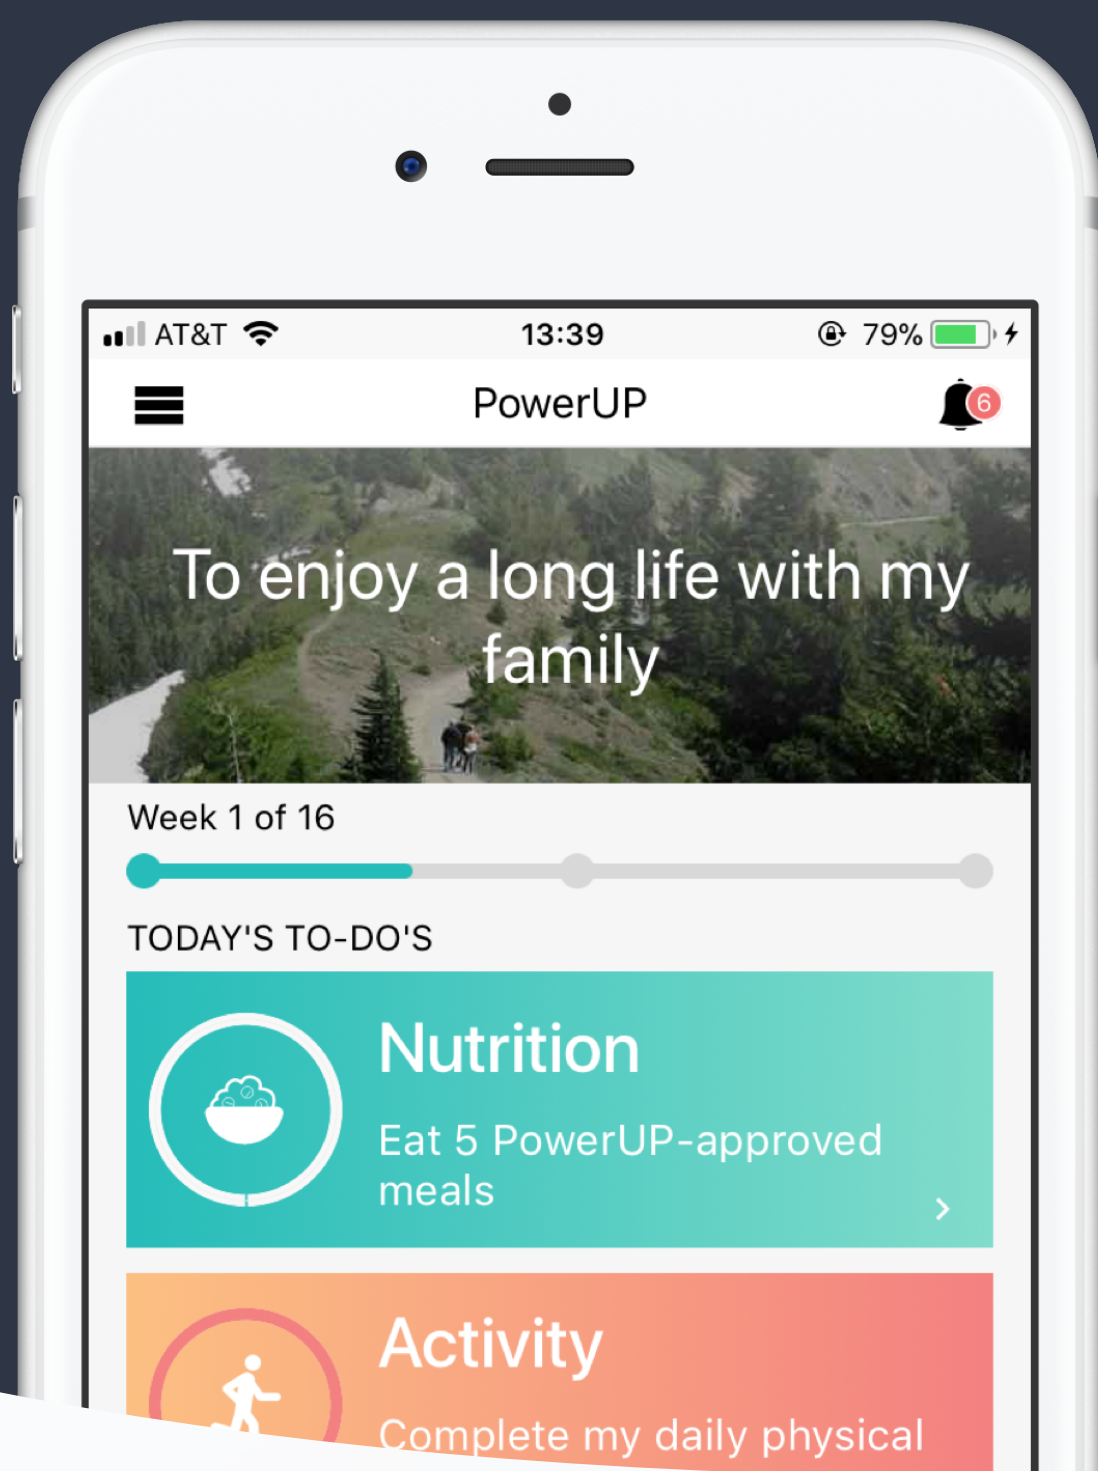 AT&T 13:39 79%
PowerUP 6
To enjoy a long life with my
family
Week 1 of 16
TODAY'S TO-DO'S
Nutrition
Eat 5 PowerUP-approved
meals
Activity
Complete my daily physical